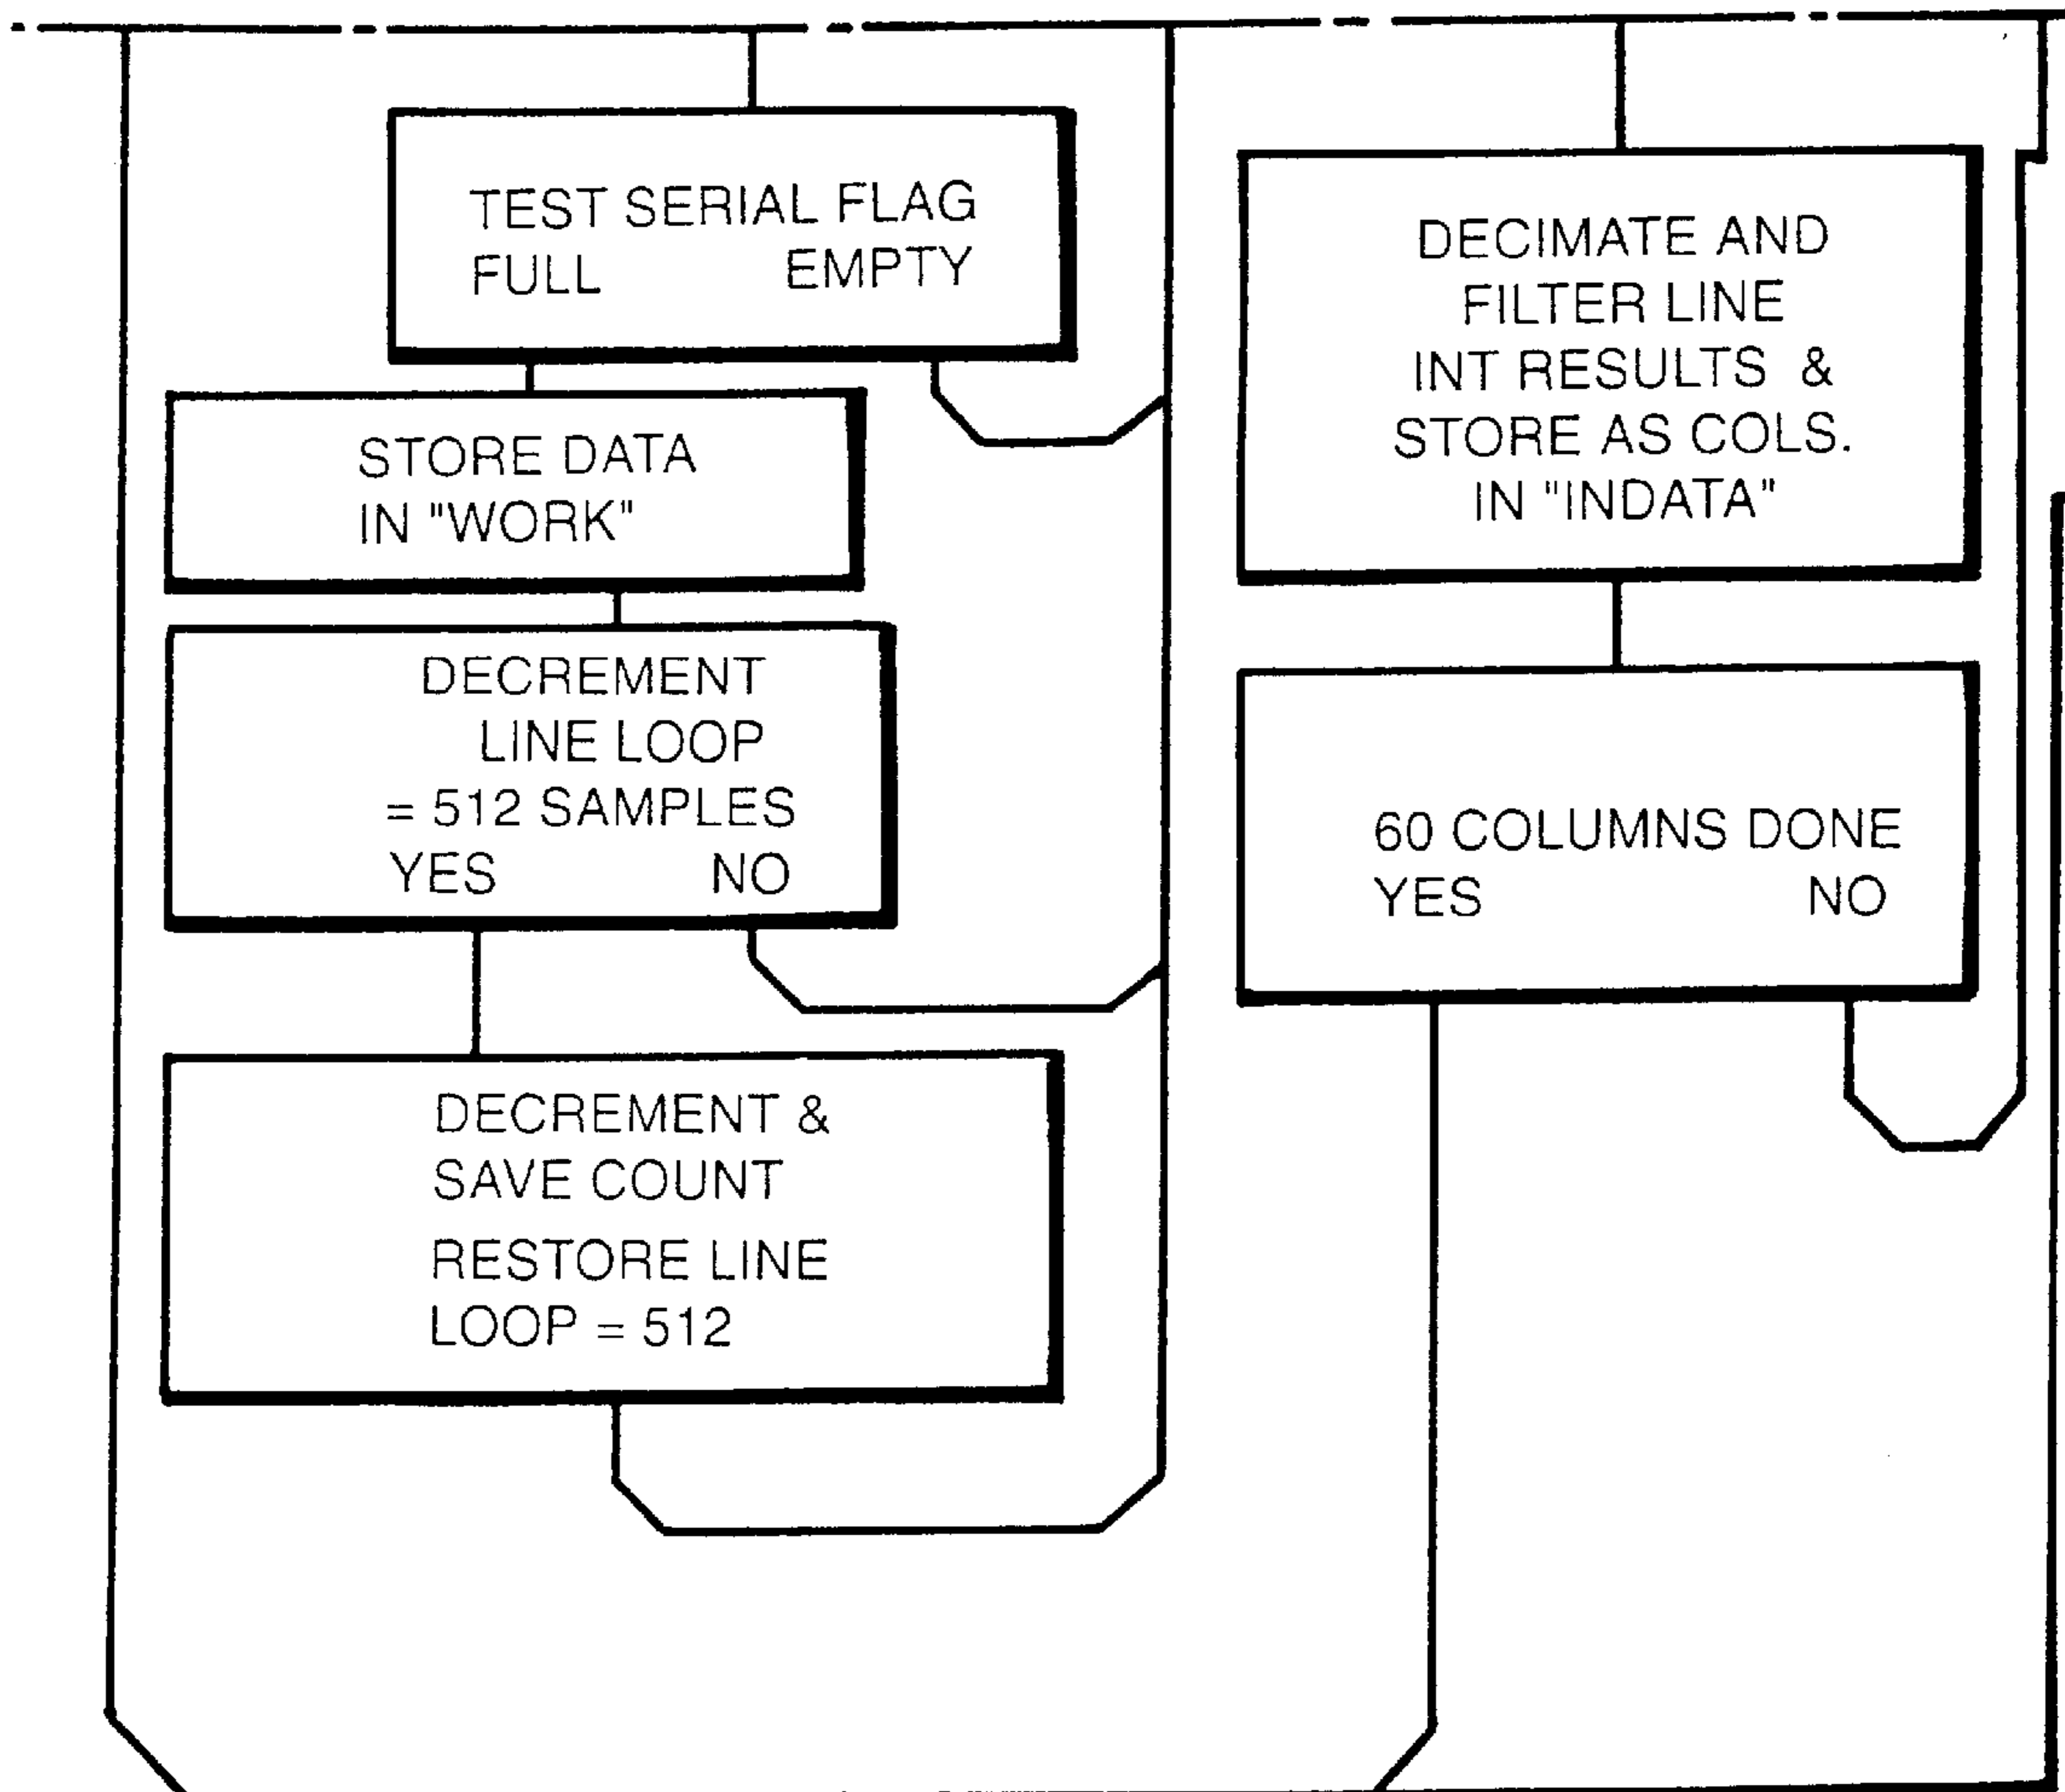 TEST SERIAL FLAG
FULL EMPTY
STORE DATA
IN "WORK"
DECREMENT
LINE LOOP
= 512 SAMPLES
YES NO
DECREMENT &
SAVE COUNT
RESTORE LINE
LOOP = 512
DECIMATE AND
FILTER LINE
INT RESULTS &
STORE AS COLS.
IN "INDATA"
60 COLUMNS DONE
YES NO